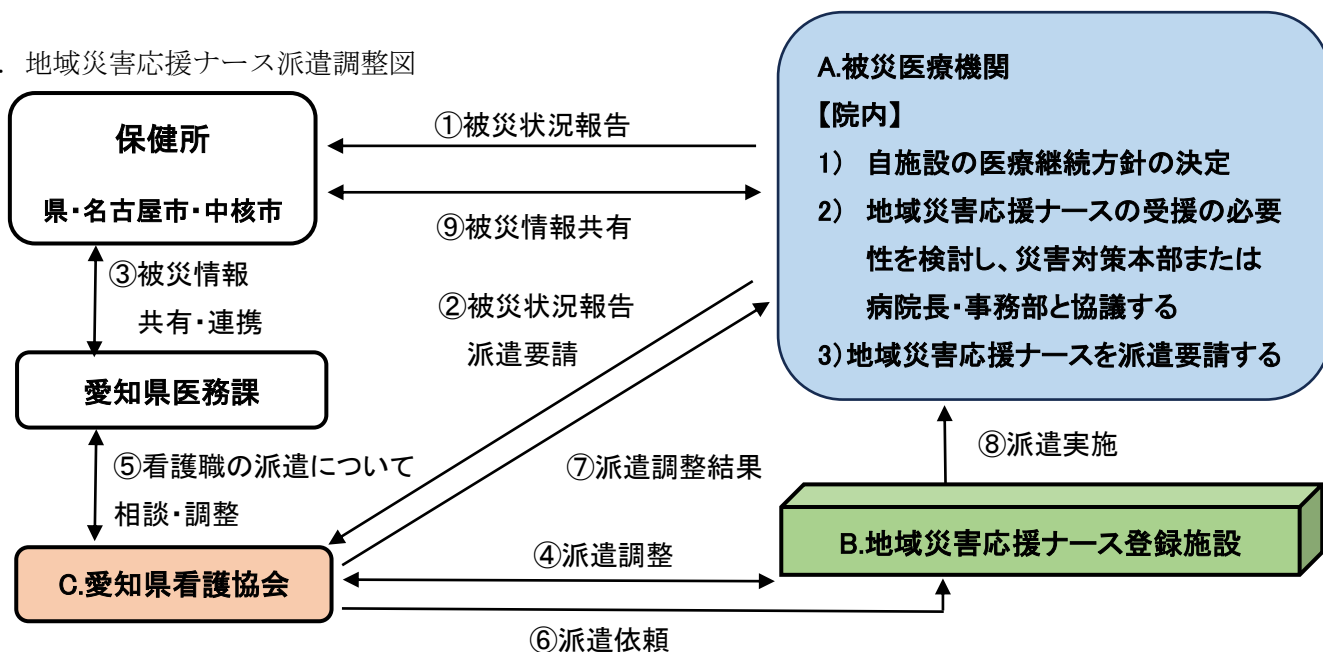 . 地域災害応援ナース派遣調整図
保健所
県・名古屋市・中核市
①被災状況報告
⑨被災情報共有
A.被災医療機関
【院内】
1) 自施設の医療継続方針の決定
2) 地域災害応援ナースの受援の必要
性を検討し、災害対策本部または
病院長・事務部と協議する
3)地域災害応援ナースを派遣要請する
③被災情報
共有・連携
②被災状況報告
派遣要請
愛知県医務課
⑤看護職の派遣について
相談・調整
⑦派遣調整結果
⑧派遣実施
B.地域災害応援ナース登録施設
④派遣調整
C.愛知県看護協会
⑥派遣依頼